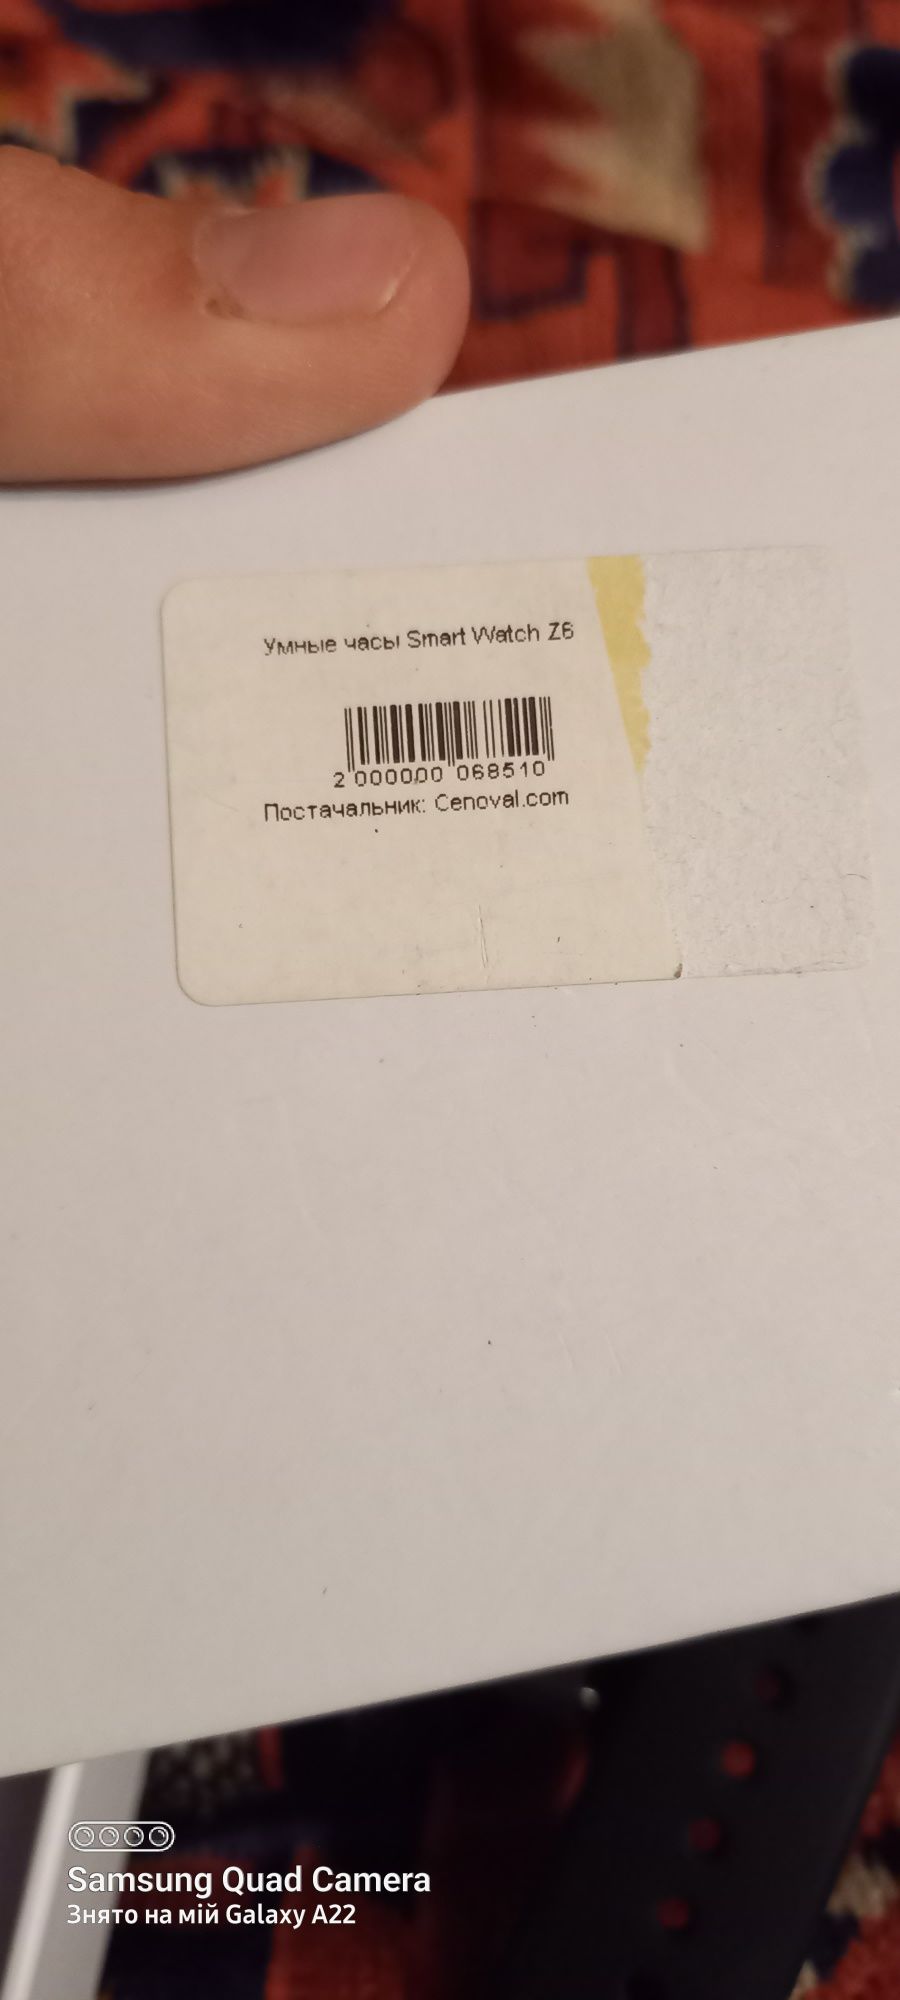 Умные часы Smart Watch Z6
2 000000 068510
Постачальник: Cenoval.com
Samsung Quad Camera
Знято на мій Galaxy A22